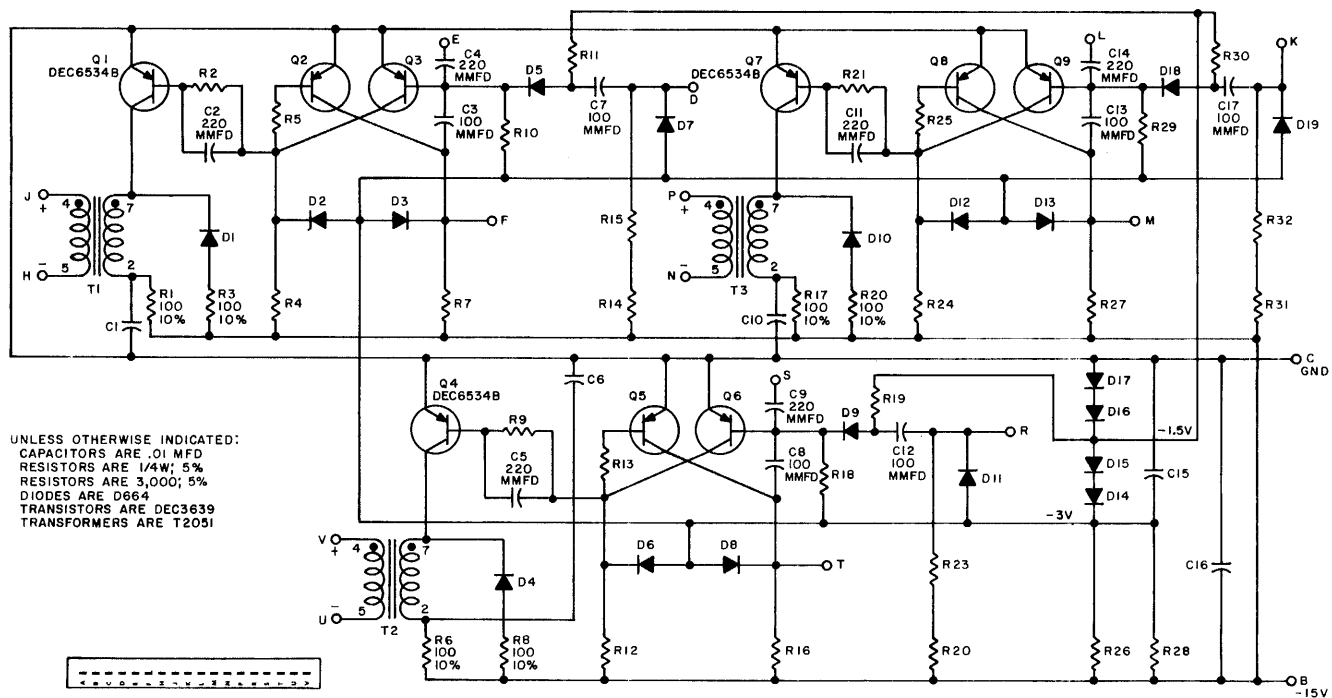 E
L
K
Q1
DEC6534B
R2
C2
220
MMFD
Q2
Q3
R5
C4
220
MMFD
C3
100
MMFD
D5
R10
R11
C7
100
MMFD
D
D7
Q7
DEC6534B
R21
C11
220
MMFD
Q8
Q9
R25
C14
220
MMFD
C13
100
MMFD
D18
R29
R30
C17
100
MMFD
D19
J
+
H
-
4
7
5
2
T1
D1
R1
100
10%
R3
100
10%
C1
D2
D3
F
R4
R7
R15
R14
P
+
N
-
4
7
5
2
T3
D10
R17
100
10%
R20
100
10%
C10
D12
D13
M
R24
R27
R32
R31
C
GND
Q4
DEC6534B
R9
C5
220
MMFD
C6
Q5
Q6
R13
S
C9
220
MMFD
C8
100
MMFD
D9
R18
R19
C12
100
MMFD
R
D11
D17
D16
-1.5V
D15
D14
-3V
C15
C16
UNLESS OTHERWISE INDICATED:
CAPACITORS ARE .01 MFD
RESISTORS ARE 1/4W; 5%
RESISTORS ARE 3,000; 5%
DIODES ARE D664
TRANSISTORS ARE DEC3639
TRANSFORMERS ARE T2051
V
+
U
-
4
7
5
2
T2
D4
R6
100
10%
R8
100
10%
D6
D8
T
R12
R16
R23
R20
R26
R28
B
-15V